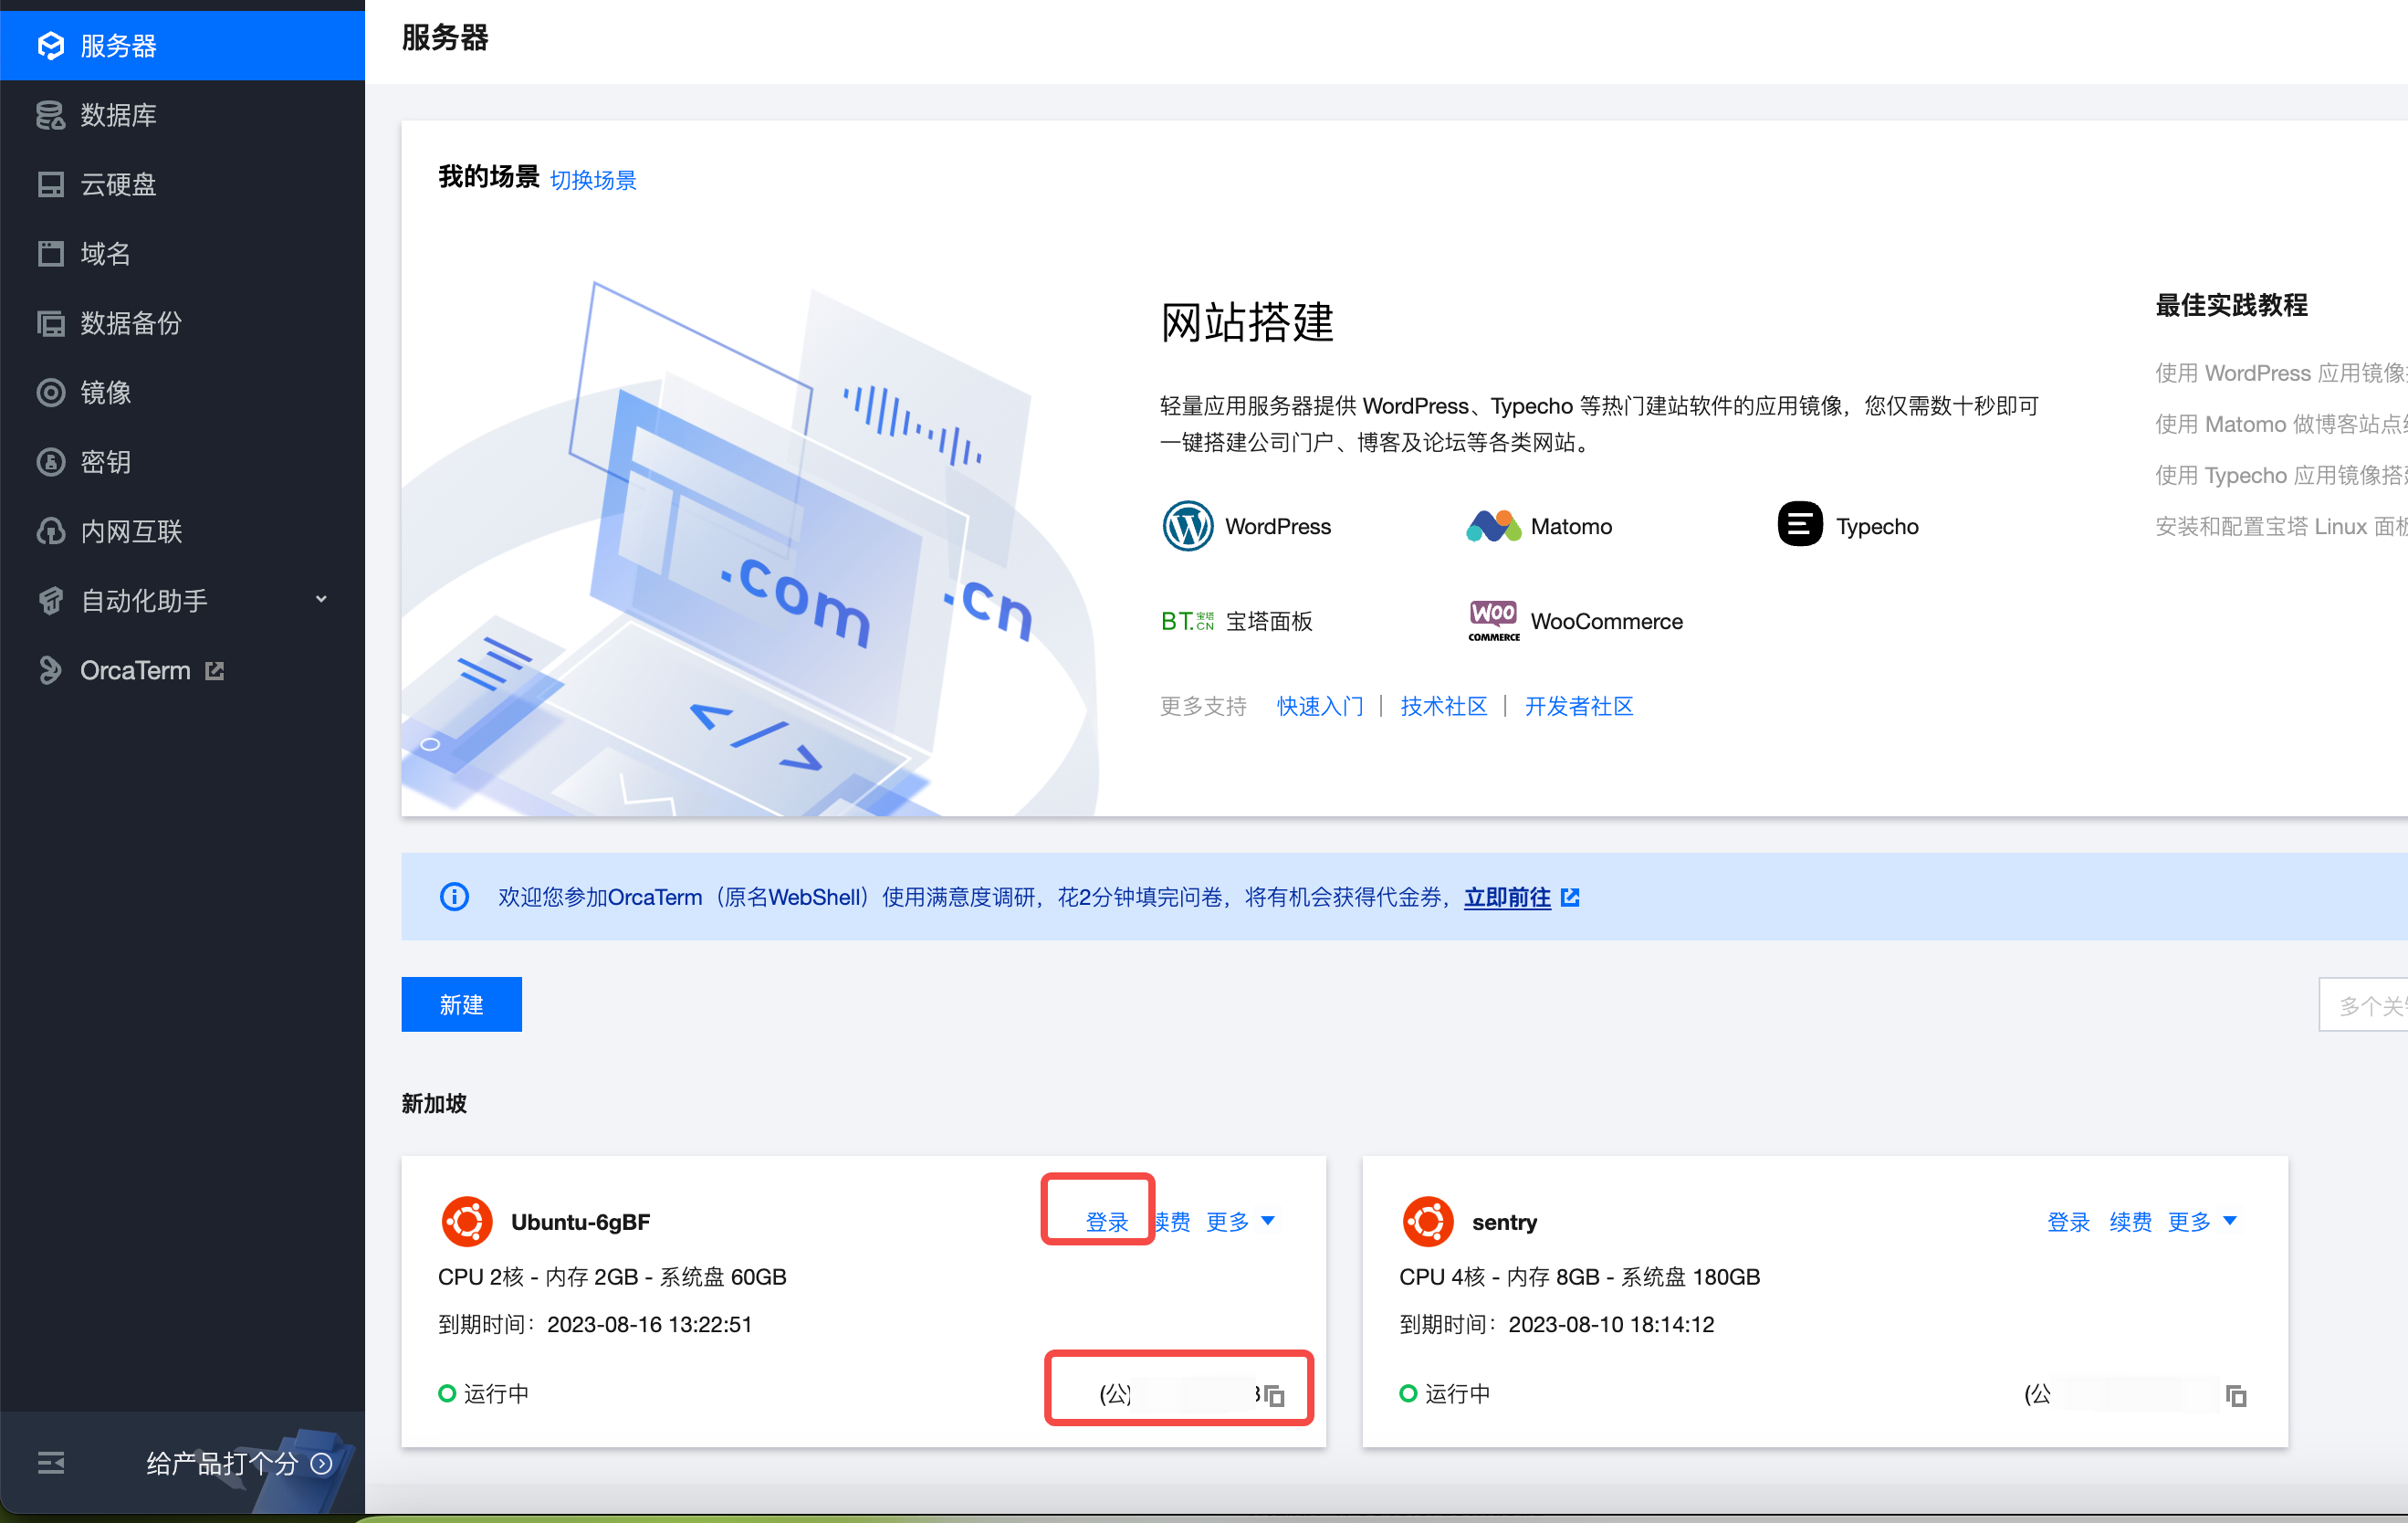 服务器
数据库
云硬盘
域名
数据备份
镜像
密钥
内网互联
自动化助手
OrcaTerm
给产品打个分
服务器
我的场景 切换场景
.com
.cn
</>
网站搭建
轻量应用服务器提供 WordPress、Typecho 等热门建站软件的应用镜像，您仅需数十秒即可
一键搭建公司门户、博客及论坛等各类网站。
WordPress
Matomo
Typecho
BT.宝塔CN 宝塔面板
WOO COMMERCE WooCommerce
更多支持 快速入门 | 技术社区 | 开发者社区
最佳实践教程
使用 WordPress 应用镜像
使用 Matomo 做博客站点
使用 Typecho 应用镜像搭
安装和配置宝塔 Linux 面
欢迎您参加OrcaTerm（原名WebShell）使用满意度调研，花2分钟填完问卷，将有机会获得代金券，立即前往
新建
多个关
新加坡
Ubuntu-6gBF
登录 续费 更多
CPU 2核 - 内存 2GB - 系统盘 60GB
到期时间：2023-08-16 13:22:51
运行中
(公)
sentry
登录 续费 更多
CPU 4核 - 内存 8GB - 系统盘 180GB
到期时间：2023-08-10 18:14:12
运行中
(公